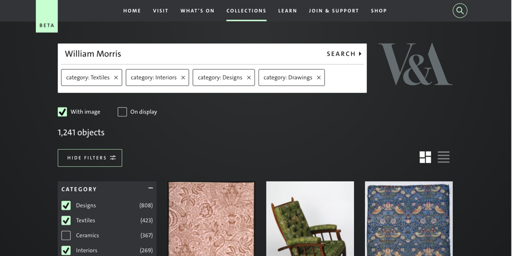 HOME VISIT WHAT'S ON COLLECTIONS LEARN JOIN & SUPPORT SHOP
BETA
William Morris SEARCH
category: Textiles category: Interiors category: Designs category: Drawings
V&A
With image On display
1,241 objects
HIDE FILTERS
CATEGORY
Designs (808)
Textiles (423)
Ceramics (367)
Interiors (269)